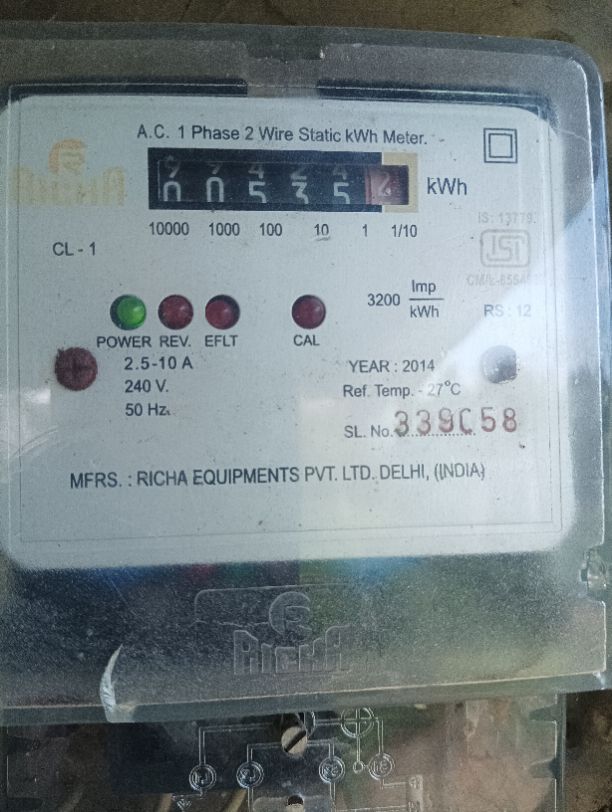 A.C. 1 Phase 2 Wire Static kWh Meter.
RICHA
0 0 5 3 5 2 kWh
10000 1000 100 10 1 1/10
IS : 13779
CL - 1
ISI
3200 Imp/kWh
RS : 12
POWER REV. EFLT CAL
2.5-10 A
240 V.
50 Hz.
YEAR : 2014
Ref. Temp. - 27°C
SL. No. 339C58
MFRS. : RICHA EQUIPMENTS PVT. LTD. DELHI, (INDIA)
RICHA